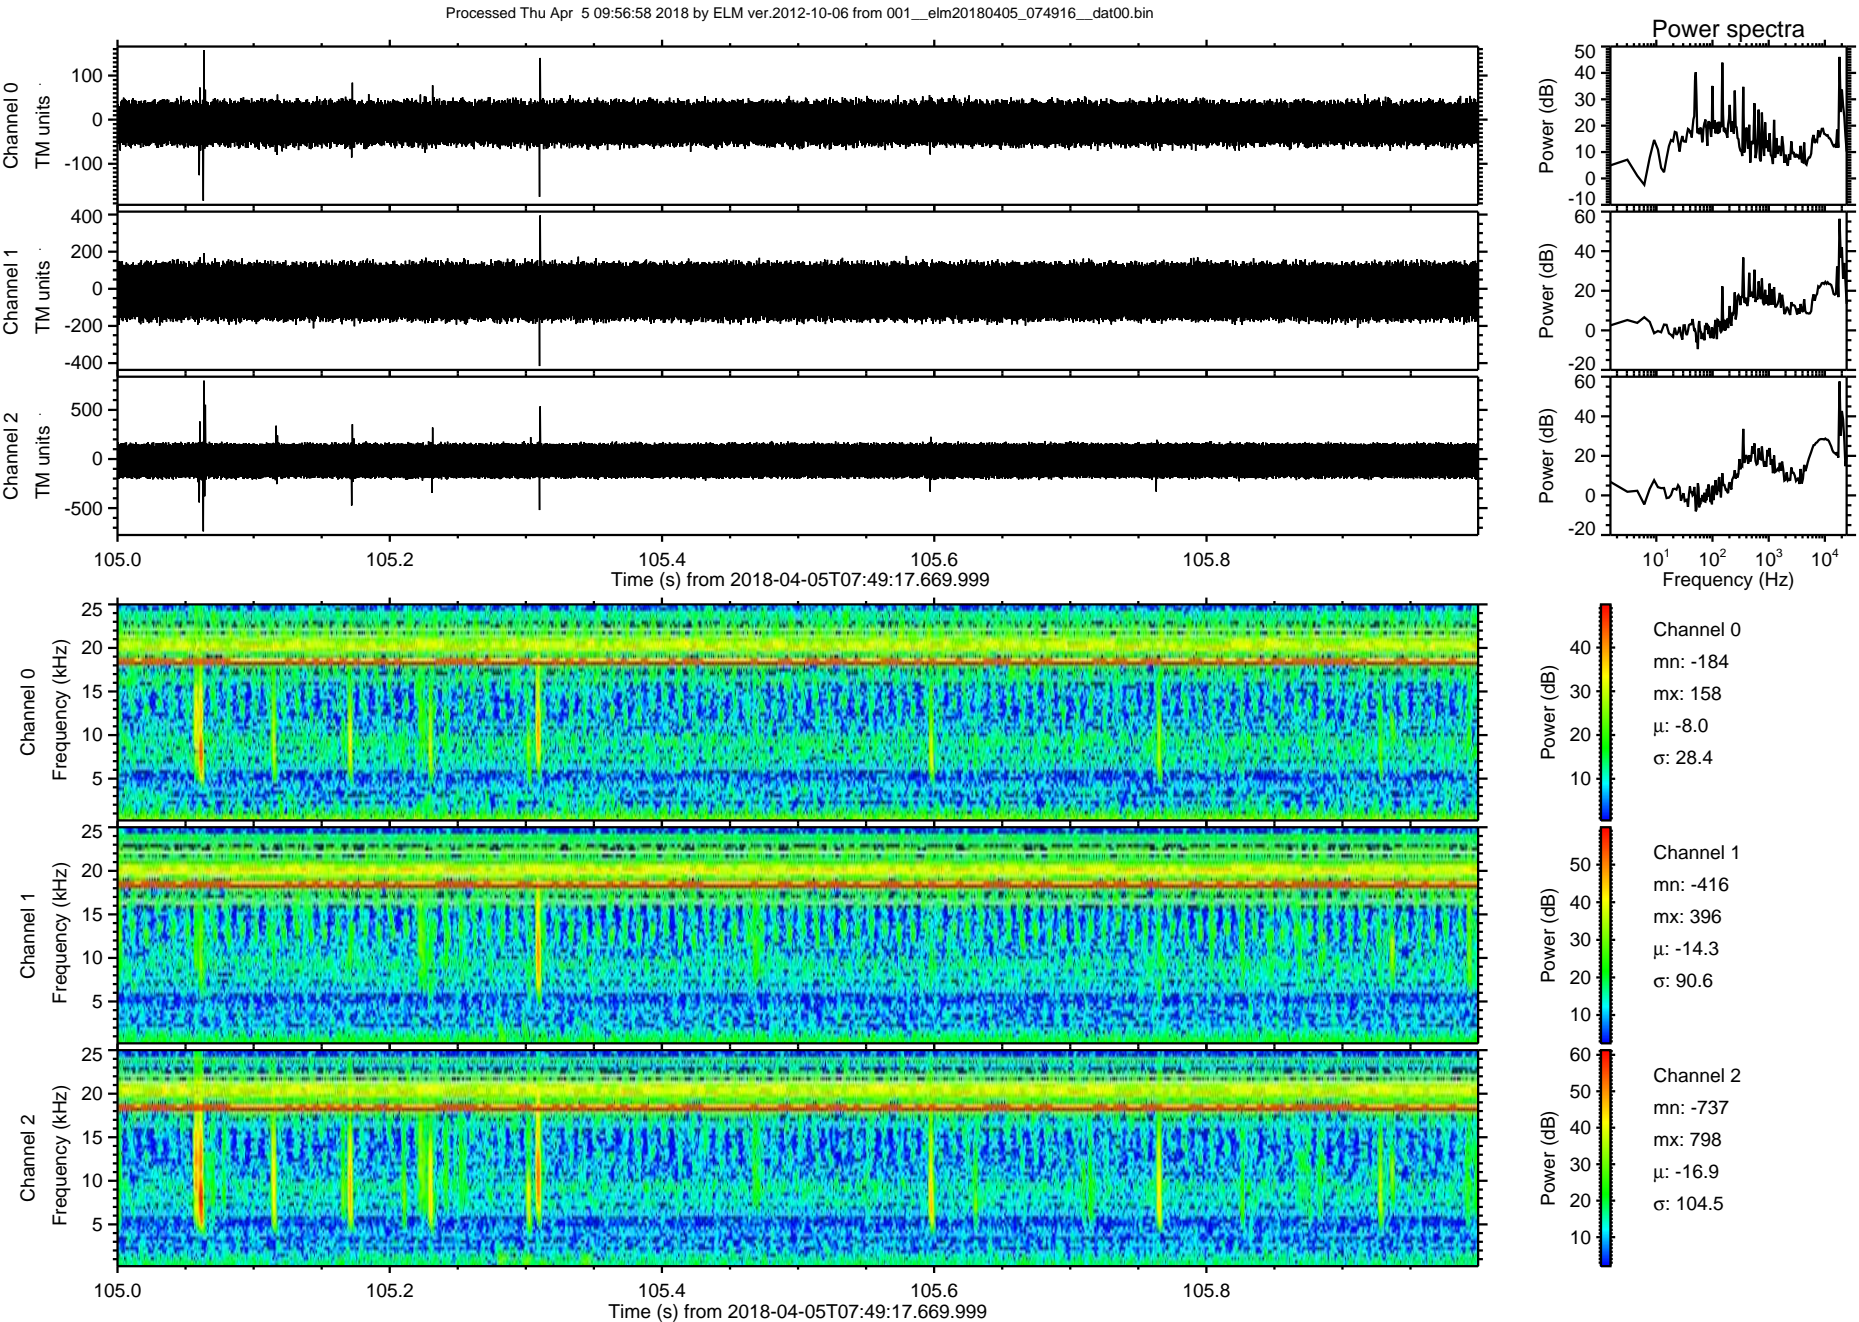 Processed Thu Apr  5 09:56:58 2018 by ELM ver.2012-10-06 from 001__elm20180405_074916__dat00.bin
Power spectra
Channel 0
TM units
100
0
-100
Power (dB)
50
40
30
20
10
0
-10
Channel 1
TM units
400
200
0
-200
-400
Power (dB)
60
40
20
0
-20
Channel 2
TM units
500
0
-500
Power (dB)
60
40
20
0
-20
105.0 105.2 105.4 105.6 105.8
Time (s) from 2018-04-05T07:49:17.669.999
10^1 10^2 10^3 10^4
Frequency (Hz)
Channel 0
Frequency (kHz)
25
20
15
10
5
Power (dB)
40
30
20
10
Channel 0
mn: -184
mx: 158
μ: -8.0
σ: 28.4
Channel 1
Frequency (kHz)
25
20
15
10
5
Power (dB)
50
40
30
20
10
Channel 1
mn: -416
mx: 396
μ: -14.3
σ: 90.6
Channel 2
Frequency (kHz)
25
20
15
10
5
Power (dB)
60
50
40
30
20
10
Channel 2
mn: -737
mx: 798
μ: -16.9
σ: 104.5
105.0 105.2 105.4 105.6 105.8
Time (s) from 2018-04-05T07:49:17.669.999